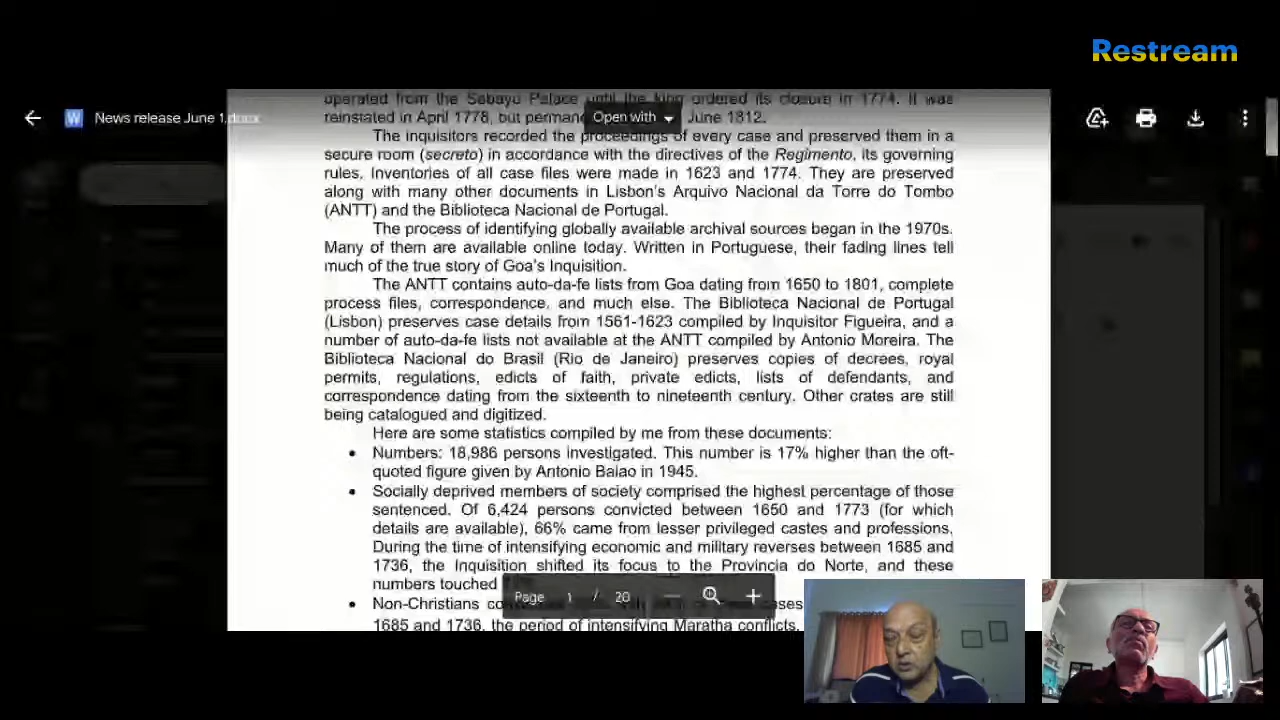 Restream
News release June 1.docx
Open with
operated from the Sabayo Palace until the king ordered its closure in 1774. It was
reinstated in April 1778, but June 1812.
The inquisitors recorded the proceedings of every case and preserved them in a
secure room (secreto) in accordance with the directives of the Regimento, its governing
rules. Inventories of all case files were made in 1623 and 1774. They are preserved
along with many other documents in Lisbon's Arquivo Nacional da Torre do Tombo
(ANTT) and the Biblioteca Nacional de Portugal.
The process of identifying globally available archival sources began in the 1970s.
Many of them are available online today. Written in Portuguese, their fading lines tell
much of the true story of Goa's Inquisition.
The ANTT contains auto-da-fe lists from Goa dating from 1650 to 1801, complete
process files, correspondence, and much else. The Biblioteca Nacional de Portugal
(Lisbon) preserves case details from 1561-1623 compiled by Inquisitor Figueira, and a
number of auto-da-fe lists not available at the ANTT compiled by Antonio Moreira. The
Biblioteca Nacional do Brasil (Rio de Janeiro) preserves copies of decrees, royal
permits, regulations, edicts of faith, private edicts, lists of defendants, and
correspondence dating from the sixteenth to nineteenth century. Other crates are still
being catalogued and digitized.
Here are some statistics compiled by me from these documents:
• Numbers: 18,986 persons investigated. This number is 17% higher than the oft-
quoted figure given by Antonio Baiao in 1945.
• Socially deprived members of society comprised the highest percentage of those
sentenced. Of 6,424 persons convicted between 1650 and 1773 (for which
details are available), 66% came from lesser privileged castes and professions.
During the time of intensifying economic and military reverses between 1685 and
1736, the Inquisition shifted its focus to the Provincia do Norte, and these
numbers touched
Page 1 / 20
• Non-Christians cases
1685 and 1736, the period of intensifying Maratha conflicts,